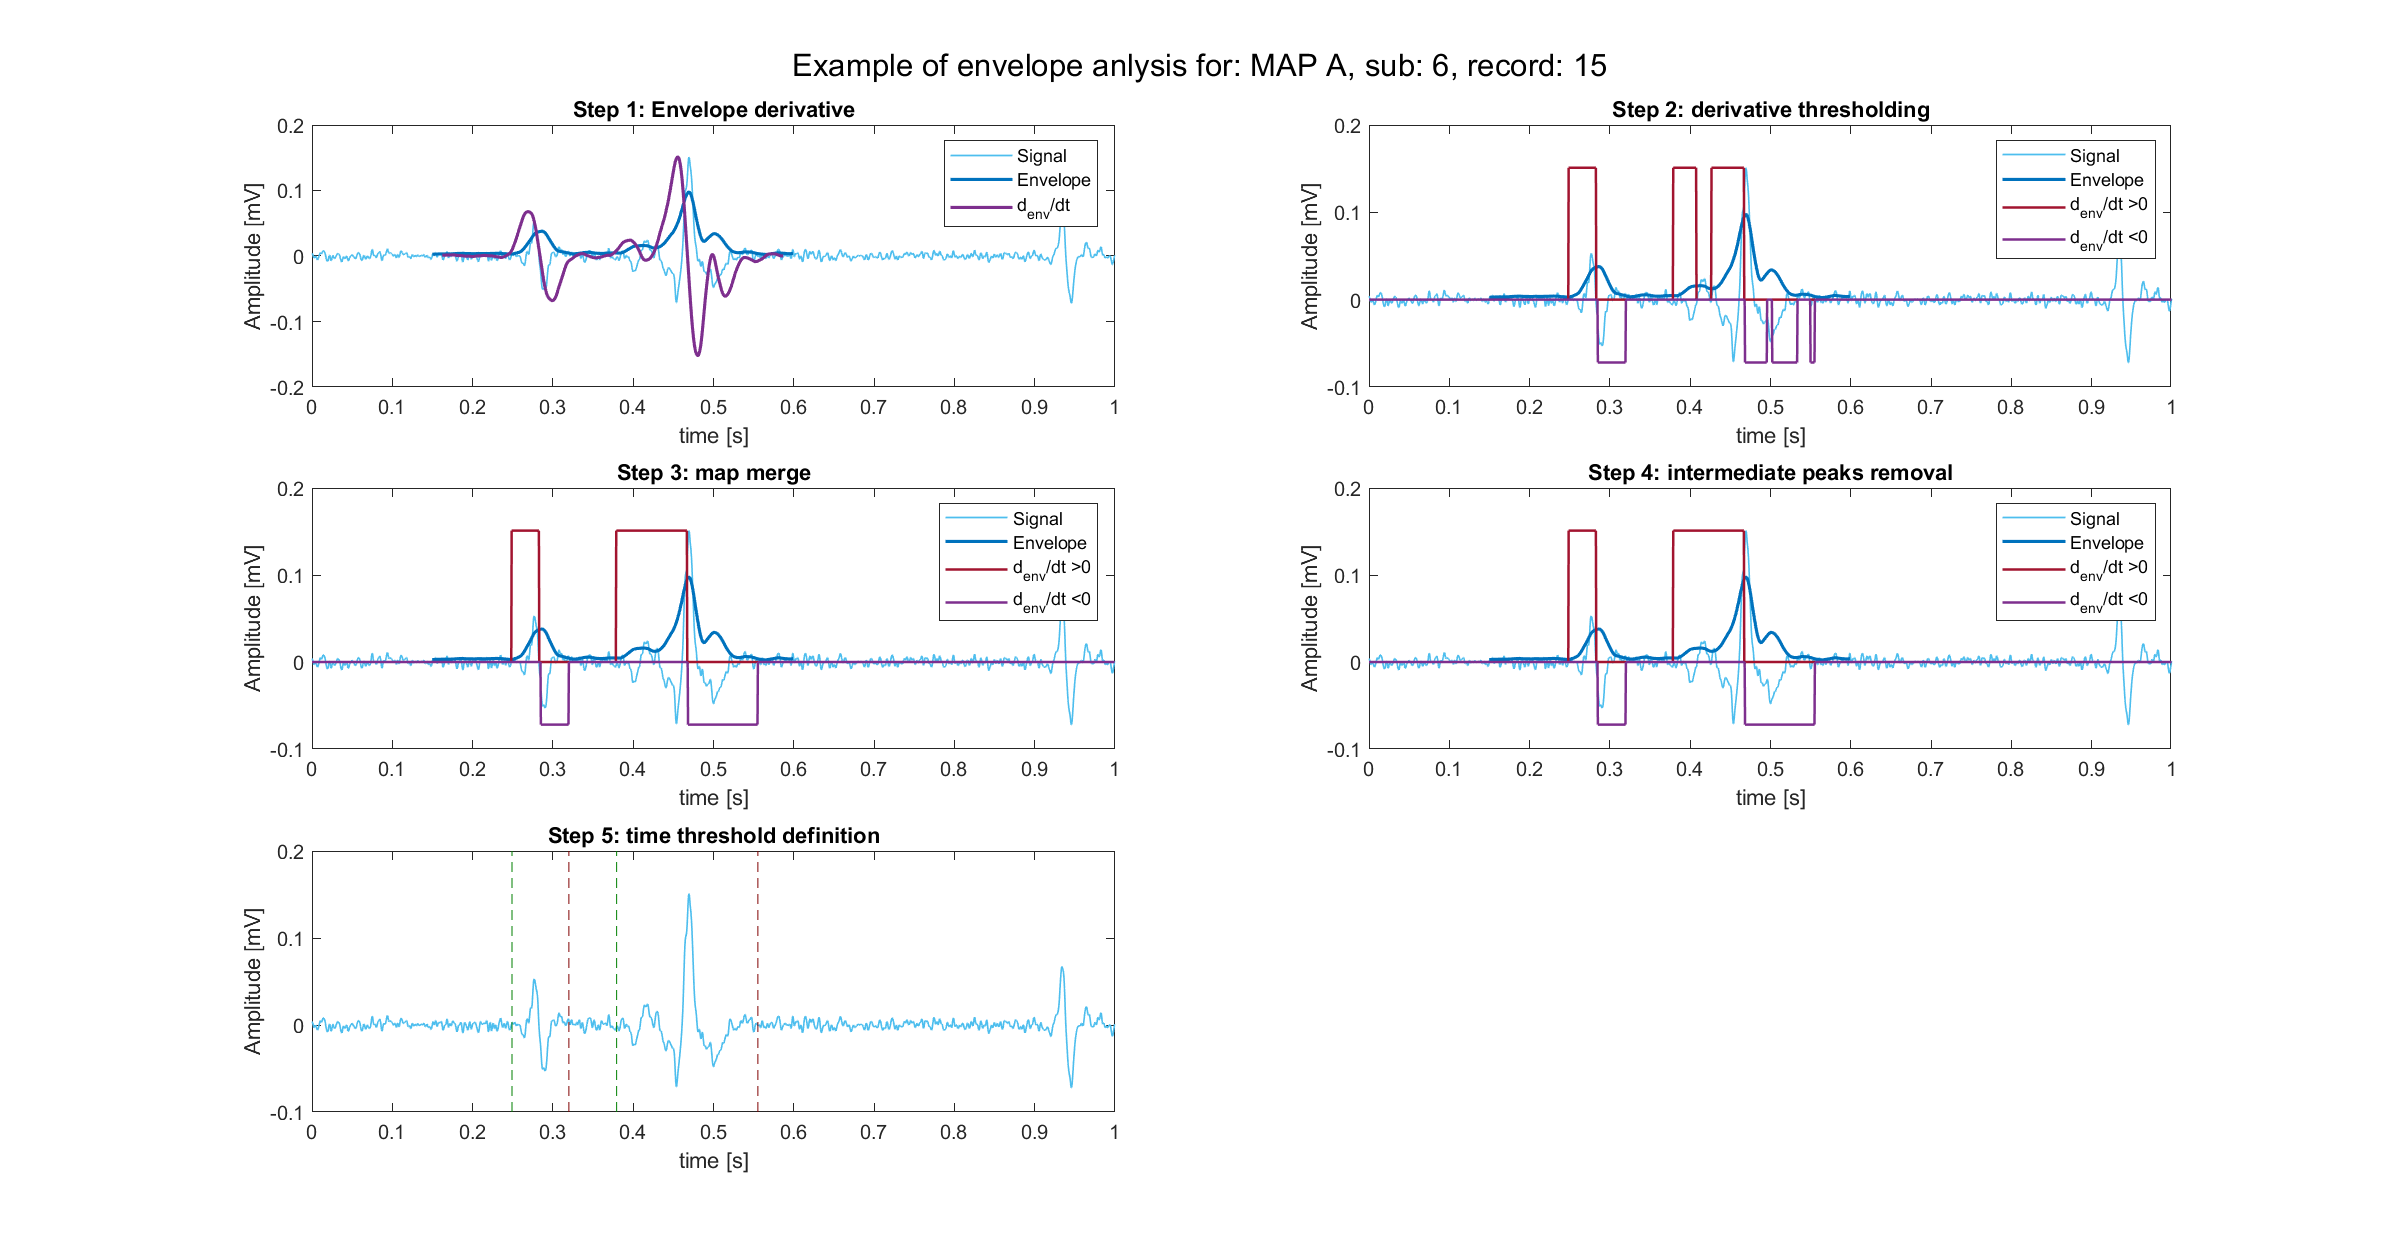 Example of envelope anlysis for: MAP A, sub: 6, record: 15
Step 1: Envelope derivative
0.2
0.1
0
-0.1
-0.2
Amplitude [mV]
Signal
Envelope
d_env/dt
0 0.1 0.2 0.3 0.4 0.5 0.6 0.7 0.8 0.9 1
time [s]
Step 2: derivative thresholding
0.2
0.1
0
-0.1
Amplitude [mV]
Signal
Envelope
d_env/dt >0
d_env/dt <0
0 0.1 0.2 0.3 0.4 0.5 0.6 0.7 0.8 0.9 1
time [s]
Step 3: map merge
0.2
0.1
0
-0.1
Amplitude [mV]
Signal
Envelope
d_env/dt >0
d_env/dt <0
0 0.1 0.2 0.3 0.4 0.5 0.6 0.7 0.8 0.9 1
time [s]
Step 4: intermediate peaks removal
0.2
0.1
0
-0.1
Amplitude [mV]
Signal
Envelope
d_env/dt >0
d_env/dt <0
0 0.1 0.2 0.3 0.4 0.5 0.6 0.7 0.8 0.9 1
time [s]
Step 5: time threshold definition
0.2
0.1
0
-0.1
Amplitude [mV]
0 0.1 0.2 0.3 0.4 0.5 0.6 0.7 0.8 0.9 1
time [s]